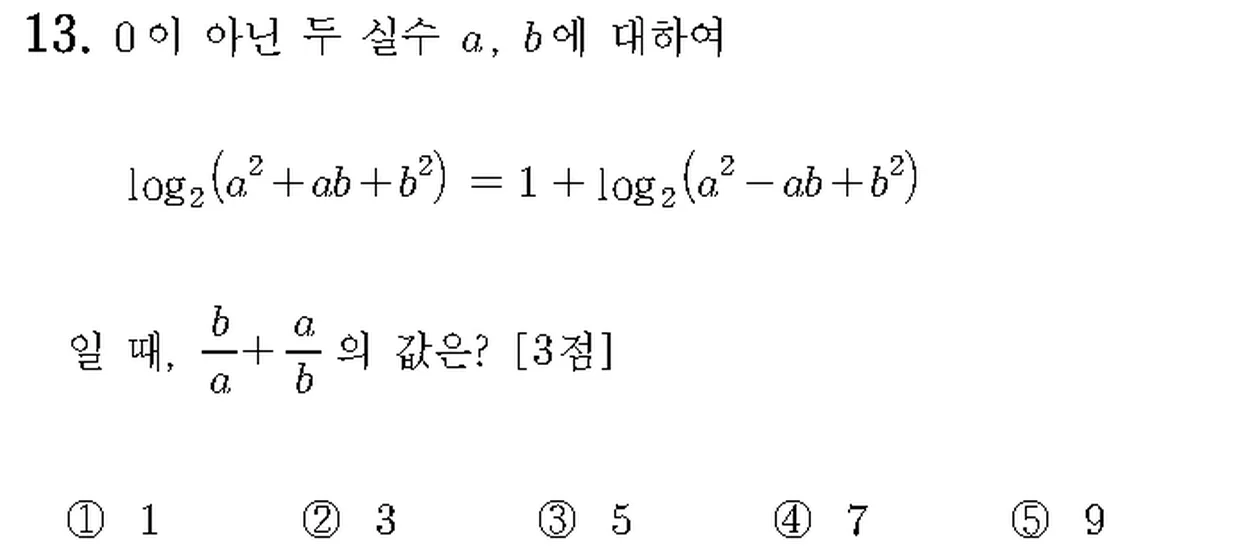 13. 0이 아닌 두 실수 a, b에 대하여
log₂(a²+ab+b²) = 1 + log₂(a²−ab+b²)
일 때, b/a + a/b 의 값은? [3점]
① 1 ② 3 ③ 5 ④ 7 ⑤ 9